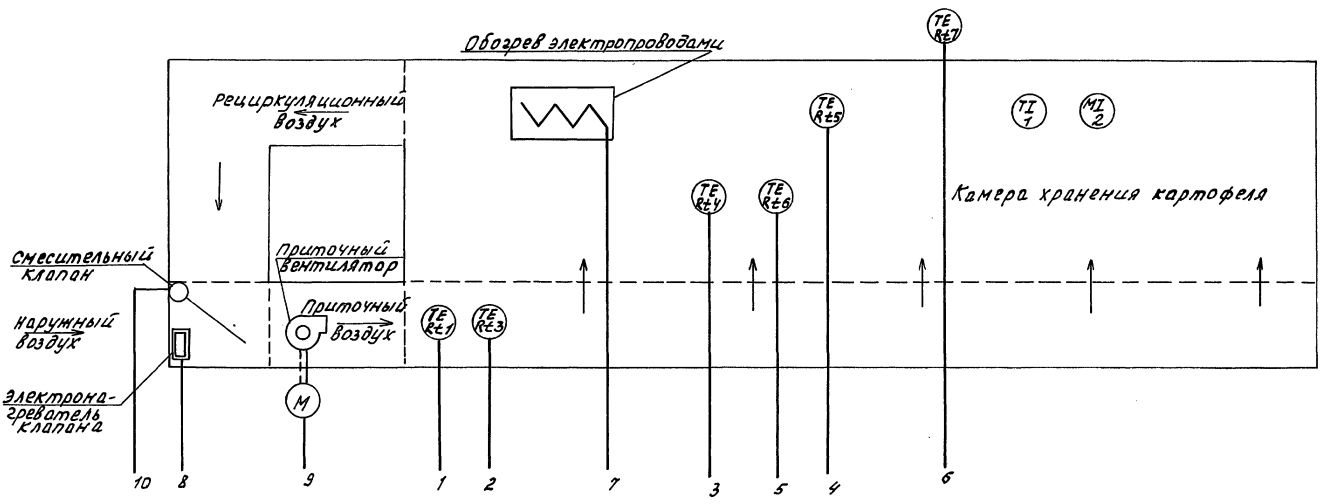 TE
Rt7
Обогрев электропроводами
Рециркуляционный
воздух
TE
Rt5
TI
1
MI
2
TE
Rt4
TE
Rt6
Камера хранения картофеля
Смесительный
клапан
Приточный
вентилятор
Наружный
воздух
Приточный
воздух
TE
Rt1
TE
Rt3
Электрона-
греватель
клапана
М
10 8 9 1 2 7 3 5 4 6